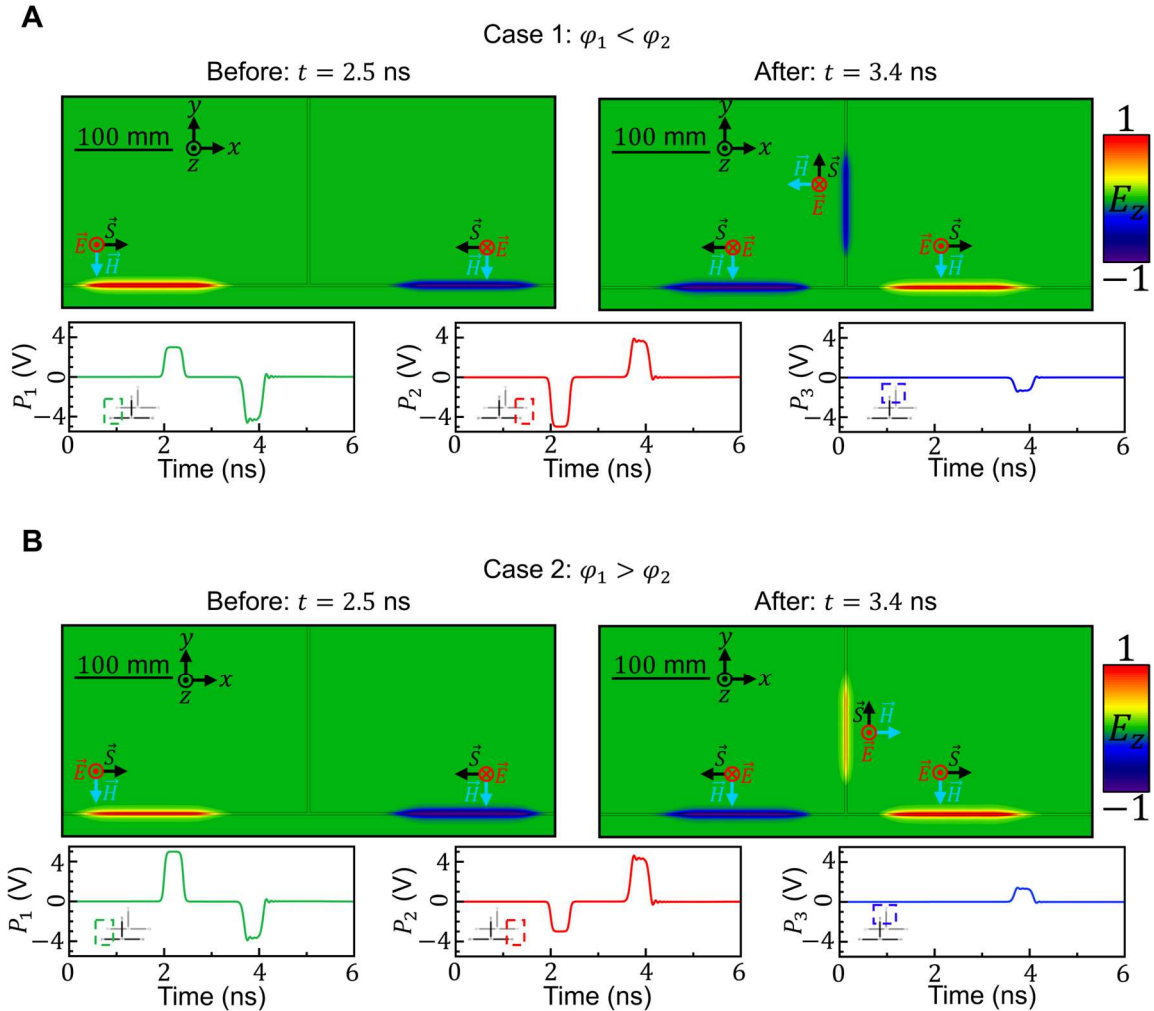 A
Case 1: φ₁ < φ₂
Before: t = 2.5 ns
After: t = 3.4 ns
y
100 mm
x
z
S⃗
E⃗
H⃗
S⃗
E⃗
H⃗
y
100 mm
x
z
H⃗
S⃗
E⃗
S⃗
E⃗
H⃗
S⃗
E⃗
H⃗
1
E_z
−1
P₁ (V)
4
0
−4
0 2 4 6
Time (ns)
P₂ (V)
4
0
−4
0 2 4 6
Time (ns)
P₃ (V)
4
0
−4
0 2 4 6
Time (ns)
B
Case 2: φ₁ > φ₂
Before: t = 2.5 ns
After: t = 3.4 ns
y
100 mm
x
z
S⃗
E⃗
H⃗
S⃗
E⃗
H⃗
y
100 mm
x
z
S⃗
H⃗
E⃗
S⃗
E⃗
H⃗
E⃗
S⃗
H⃗
1
E_z
−1
P₁ (V)
4
0
−4
0 2 4 6
Time (ns)
P₂ (V)
4
0
−4
0 2 4 6
Time (ns)
P₃ (V)
4
0
−4
0 2 4 6
Time (ns)